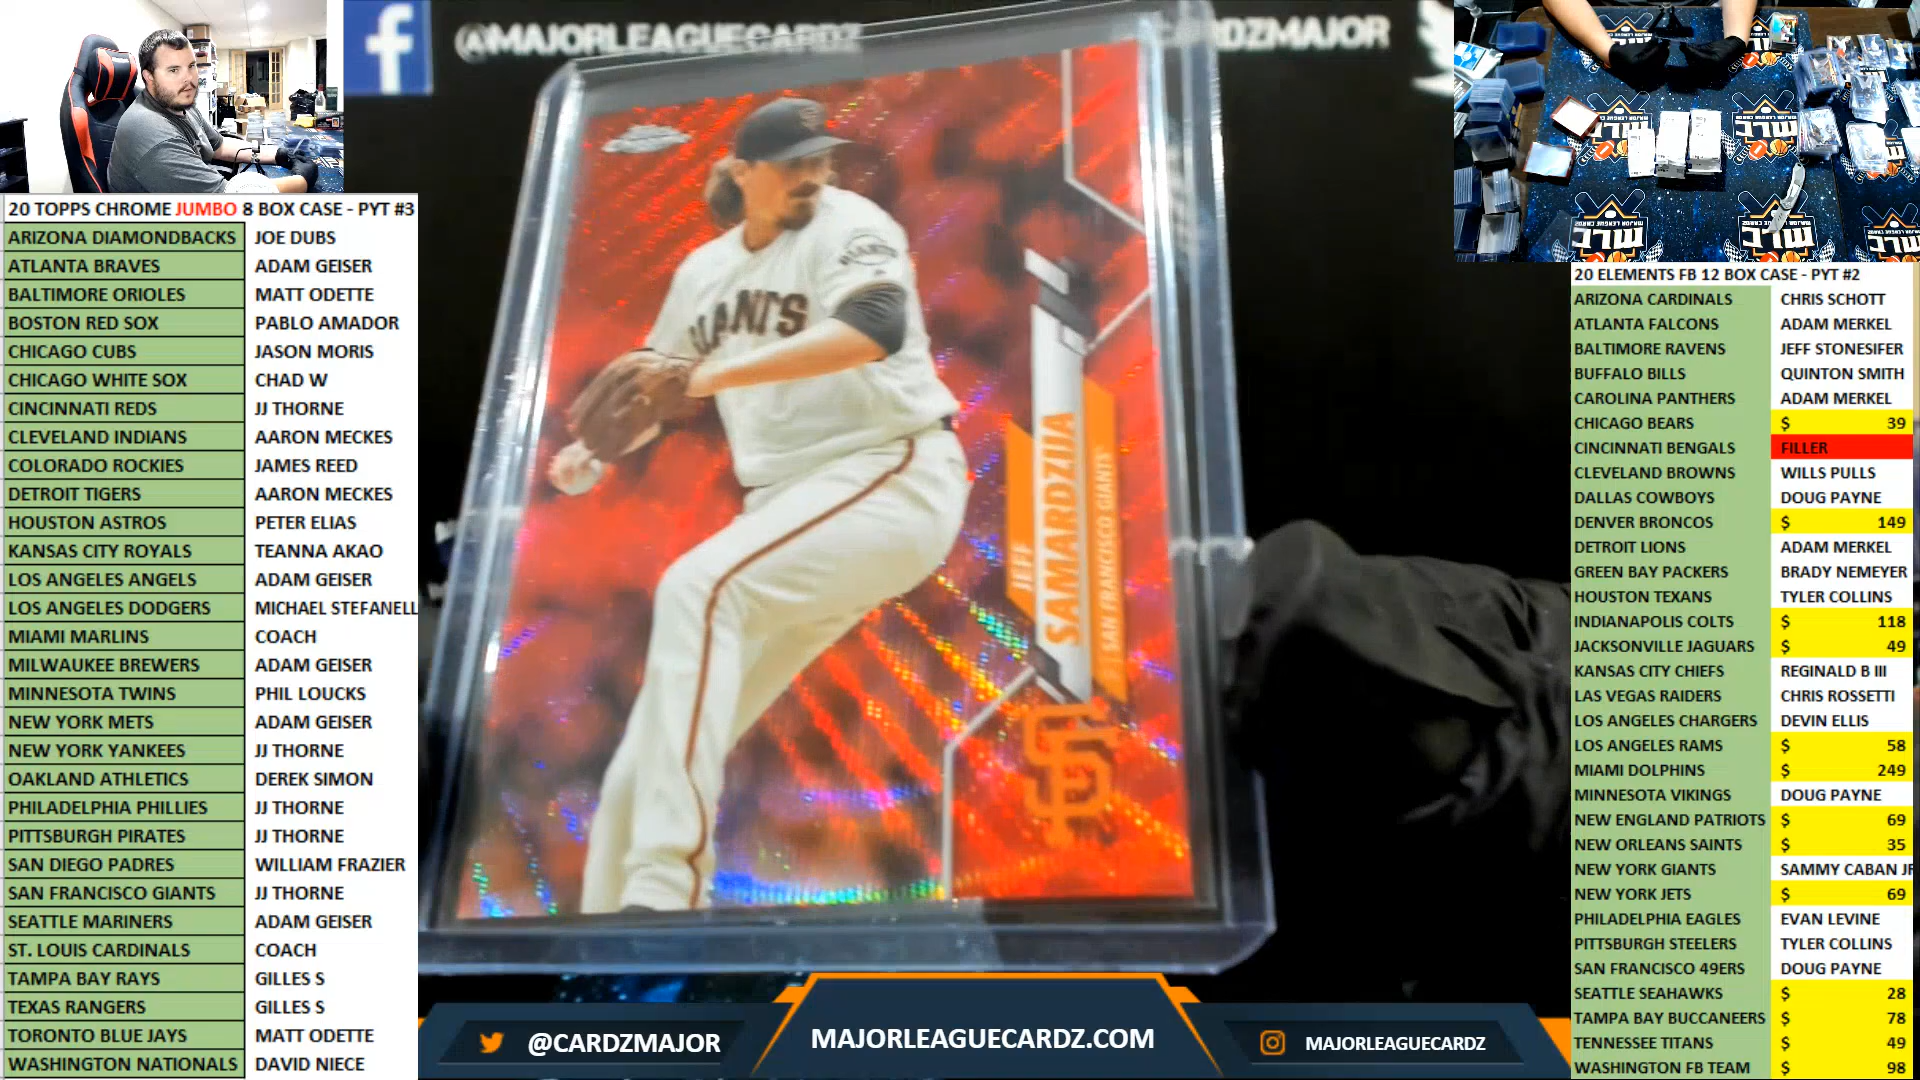 @MAJORLEAGUECARDZ
CARDZMAJOR
20 TOPPS CHROME JUMBO 8 BOX CASE - PYT #3
ARIZONA DIAMONDBACKS JOE DUBS
ATLANTA BRAVES ADAM GEISER
BALTIMORE ORIOLES MATT ODETTE
BOSTON RED SOX PABLO AMADOR
CHICAGO CUBS JASON MORIS
CHICAGO WHITE SOX CHAD W
CINCINNATI REDS JJ THORNE
CLEVELAND INDIANS AARON MECKES
COLORADO ROCKIES JAMES REED
DETROIT TIGERS AARON MECKES
HOUSTON ASTROS PETER ELIAS
KANSAS CITY ROYALS TEANNA AKAO
LOS ANGELES ANGELS ADAM GEISER
LOS ANGELES DODGERS MICHAEL STEFANELL
MIAMI MARLINS COACH
MILWAUKEE BREWERS ADAM GEISER
MINNESOTA TWINS PHIL LOUCKS
NEW YORK METS ADAM GEISER
NEW YORK YANKEES JJ THORNE
OAKLAND ATHLETICS DEREK SIMON
PHILADELPHIA PHILLIES JJ THORNE
PITTSBURGH PIRATES JJ THORNE
SAN DIEGO PADRES WILLIAM FRAZIER
SAN FRANCISCO GIANTS JJ THORNE
SEATTLE MARINERS ADAM GEISER
ST. LOUIS CARDINALS COACH
TAMPA BAY RAYS GILLES S
TEXAS RANGERS GILLES S
TORONTO BLUE JAYS MATT ODETTE
WASHINGTON NATIONALS DAVID NIECE
GIANTS
JEFF
SAMARDZIJA
SAN FRANCISCO GIANTS
SF
20 ELEMENTS FB 12 BOX CASE - PYT #2
ARIZONA CARDINALS CHRIS SCHOTT
ATLANTA FALCONS ADAM MERKEL
BALTIMORE RAVENS JEFF STONESIFER
BUFFALO BILLS QUINTON SMITH
CAROLINA PANTHERS ADAM MERKEL
CHICAGO BEARS $ 39
CINCINNATI BENGALS FILLER
CLEVELAND BROWNS WILLS PULLS
DALLAS COWBOYS DOUG PAYNE
DENVER BRONCOS $ 149
DETROIT LIONS ADAM MERKEL
GREEN BAY PACKERS BRADY NEMEYER
HOUSTON TEXANS TYLER COLLINS
INDIANAPOLIS COLTS $ 118
JACKSONVILLE JAGUARS $ 49
KANSAS CITY CHIEFS REGINALD B III
LAS VEGAS RAIDERS CHRIS ROSSETTI
LOS ANGELES CHARGERS DEVIN ELLIS
LOS ANGELES RAMS $ 58
MIAMI DOLPHINS $ 249
MINNESOTA VIKINGS DOUG PAYNE
NEW ENGLAND PATRIOTS $ 69
NEW ORLEANS SAINTS $ 35
NEW YORK GIANTS SAMMY CABAN JR
NEW YORK JETS $ 69
PHILADELPHIA EAGLES EVAN LEVINE
PITTSBURGH STEELERS TYLER COLLINS
SAN FRANCISCO 49ERS DOUG PAYNE
SEATTLE SEAHAWKS $ 28
TAMPA BAY BUCCANEERS $ 78
TENNESSEE TITANS $ 49
WASHINGTON FB TEAM $ 98
@CARDZMAJOR
MAJORLEAGUECARDZ.COM
MAJORLEAGUECARDZ